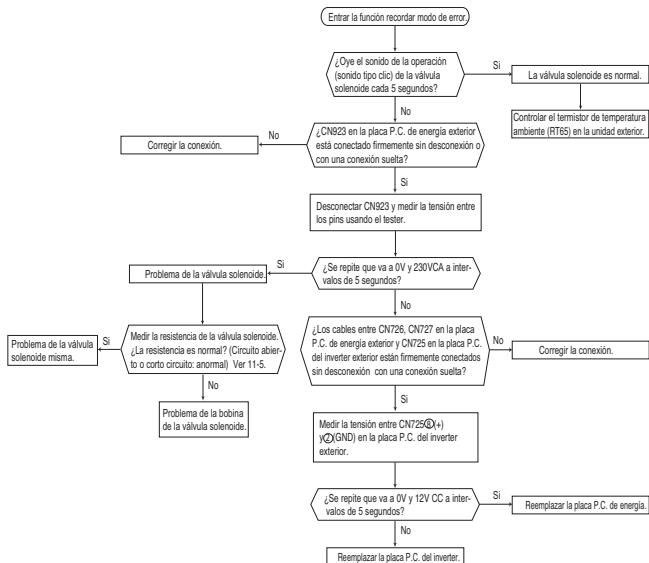 Entrar la función recordar modo de error.
¿Oye el sonido de la operación
(sonido tipo clic) de la válvula
solenoide cada 5 segundos?
Si
La válvula solenoide es normal.
Controlar el termistor de temperatura
ambiente (RT65) en la unidad exterior.
No
¿CN923 en la placa P.C. de energía exterior
está conectado firmemente sin desconexión o
con una conexión suelta?
No
Corregir la conexión.
Si
Desconectar CN923 y medir la tensión entre
los pins usando el tester.
¿Se repite que va a 0V y 230VCA a inter-
valos de 5 segundos?
Si
Problema de la válvula solenoide.
Medir la resistencia de la válvula solenoide.
¿La resistencia es normal? (Circuito abier-
to o corto circuito: anormal) Ver 11-5.
Si
Problema de la válvula
solenoide misma.
No
Problema de la bobina
de la válvula solenoide.
No
¿Los cables entre CN726, CN727 en la placa
P.C. de energía exterior y CN725 en la placa P.C.
del inverter exterior están firmemente conectados
sin desconexión con una conexión suelta?
No
Corregir la conexión.
Si
Medir la tensión entre CN725⑧(+)
y②(GND) en la placa P.C. del inverter
exterior.
¿Se repite que va a 0V y 12V CC a inter-
valos de 5 segundos?
Si
Reemplazar la placa P.C. de energía.
No
Reemplazar la placa P.C. del inverter.